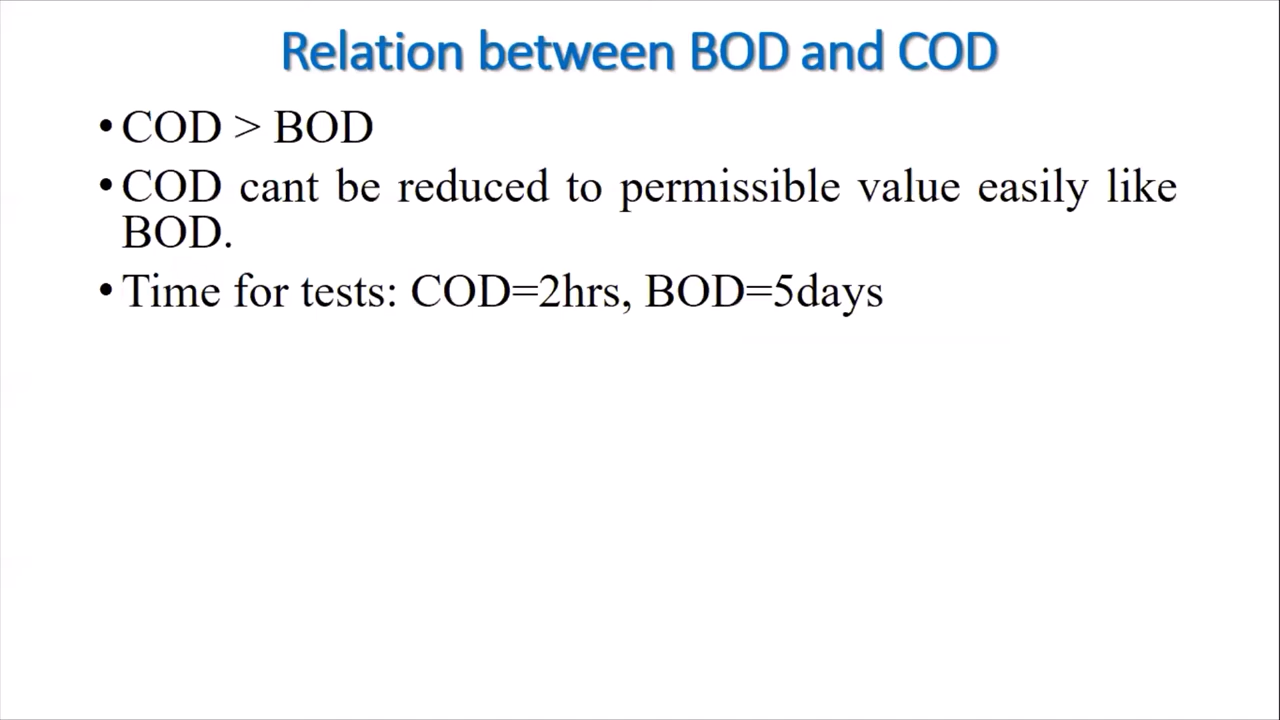 Relation between BOD and COD
•COD > BOD
•COD cant be reduced to permissible value easily like
BOD.
•Time for tests: COD=2hrs, BOD=5days